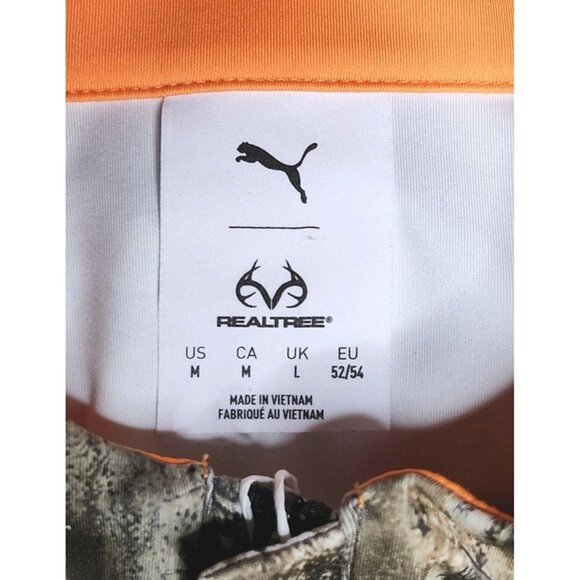 REALTREE®
US CA UK EU
M M L 52/54
MADE IN VIETNAM
FABRIQUÉ AU VIETNAM